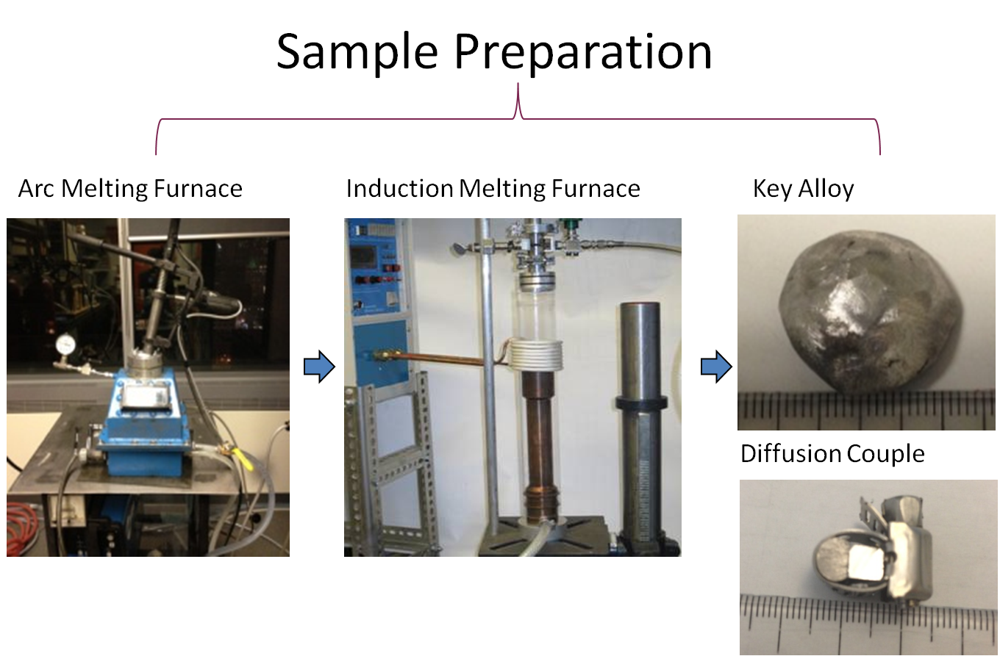 Sample Preparation
Arc Melting Furnace
Induction Melting Furnace
Key Alloy
Diffusion Couple